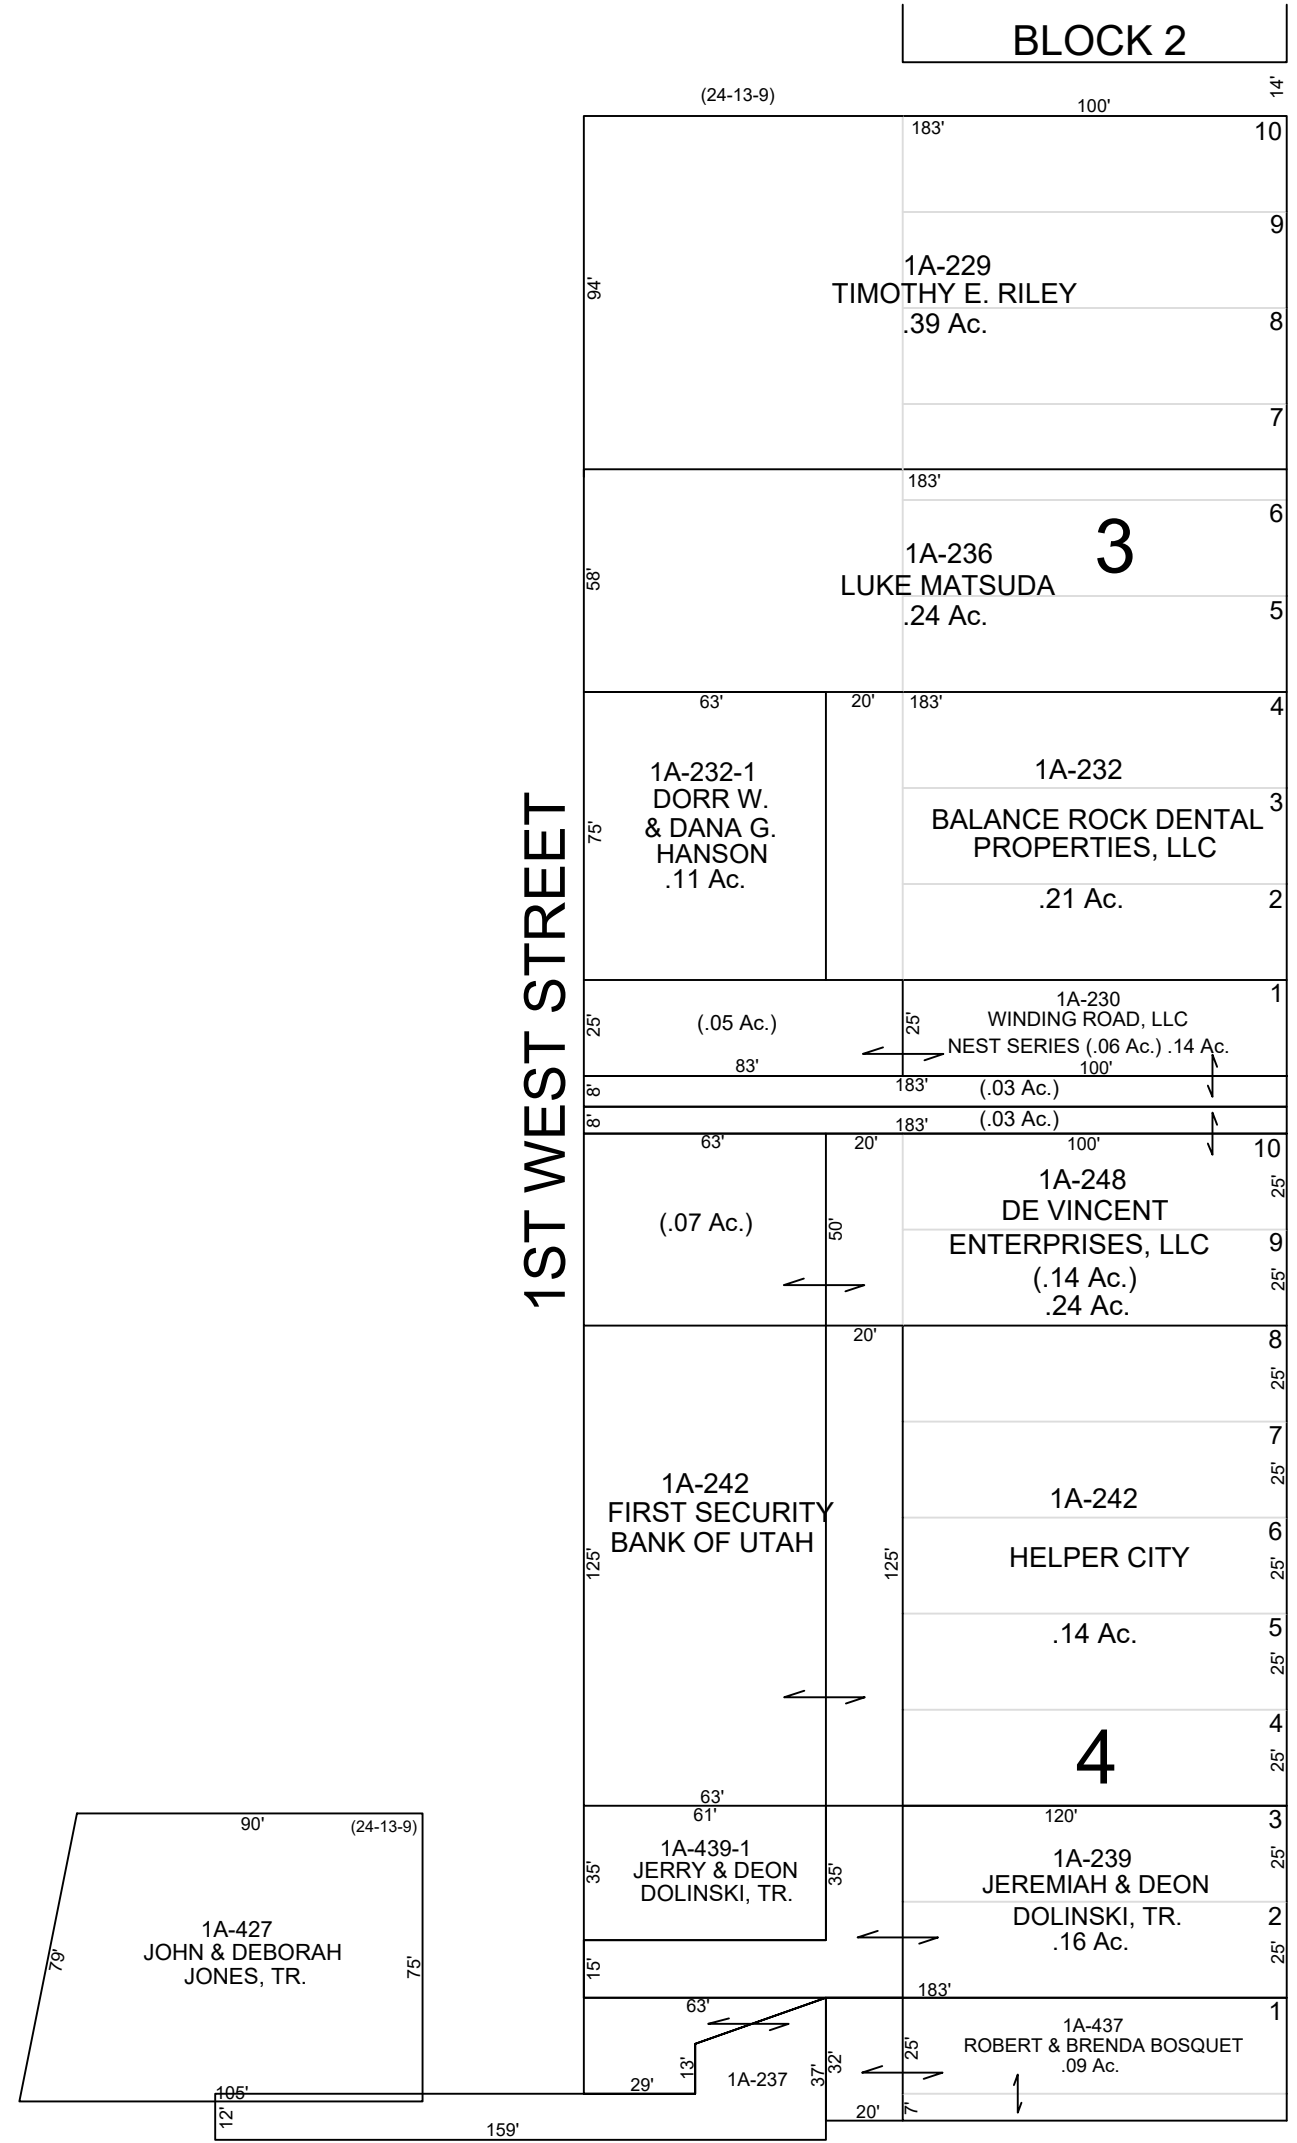 BLOCK 2
14'
(24-13-9)
100'
183'
10
9
1A-229
TIMOTHY E. RILEY
.39 Ac.
94'
8
7
183'
6
3
1A-236
LUKE MATSUDA
.24 Ac.
58'
5
63'
20'
183'
4
1A-232-1
DORR W.
& DANA G.
HANSON
.11 Ac.
75'
1A-232
3
BALANCE ROCK DENTAL
PROPERTIES, LLC
.21 Ac.
2
1ST WEST STREET
25'
(.05 Ac.)
83'
25'
1A-230
WINDING ROAD, LLC
NEST SERIES (.06 Ac.) .14 Ac.
100'
1
8'
183'
(.03 Ac.)
8'
183'
(.03 Ac.)
63'
20'
100'
10
(.07 Ac.)
50'
1A-248
DE VINCENT
ENTERPRISES, LLC
(.14 Ac.)
.24 Ac.
25'
9
25'
20'
8
25'
7
25'
1A-242
FIRST SECURITY
BANK OF UTAH
125'
125'
1A-242
HELPER CITY
.14 Ac.
6
25'
5
25'
4
4
25'
63'
61'
120'
3
25'
35'
1A-439-1
JERRY & DEON
DOLINSKI, TR.
35'
1A-239
JEREMIAH & DEON
DOLINSKI, TR.
.16 Ac.
2
25'
15'
183'
90'
(24-13-9)
1A-427
JOHN & DEBORAH
JONES, TR.
79'
75'
63'
1
13'
1A-237
37'
32'
25'
1A-437
ROBERT & BRENDA BOSQUET
.09 Ac.
105'
29'
12'
159'
20'
7'